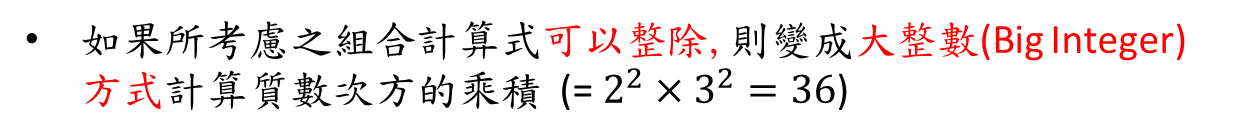 • 如果所考慮之組合計算式可以整除, 則變成大整數(Big Integer)
方式計算質數次方的乘積 (= 2² × 3² = 36)